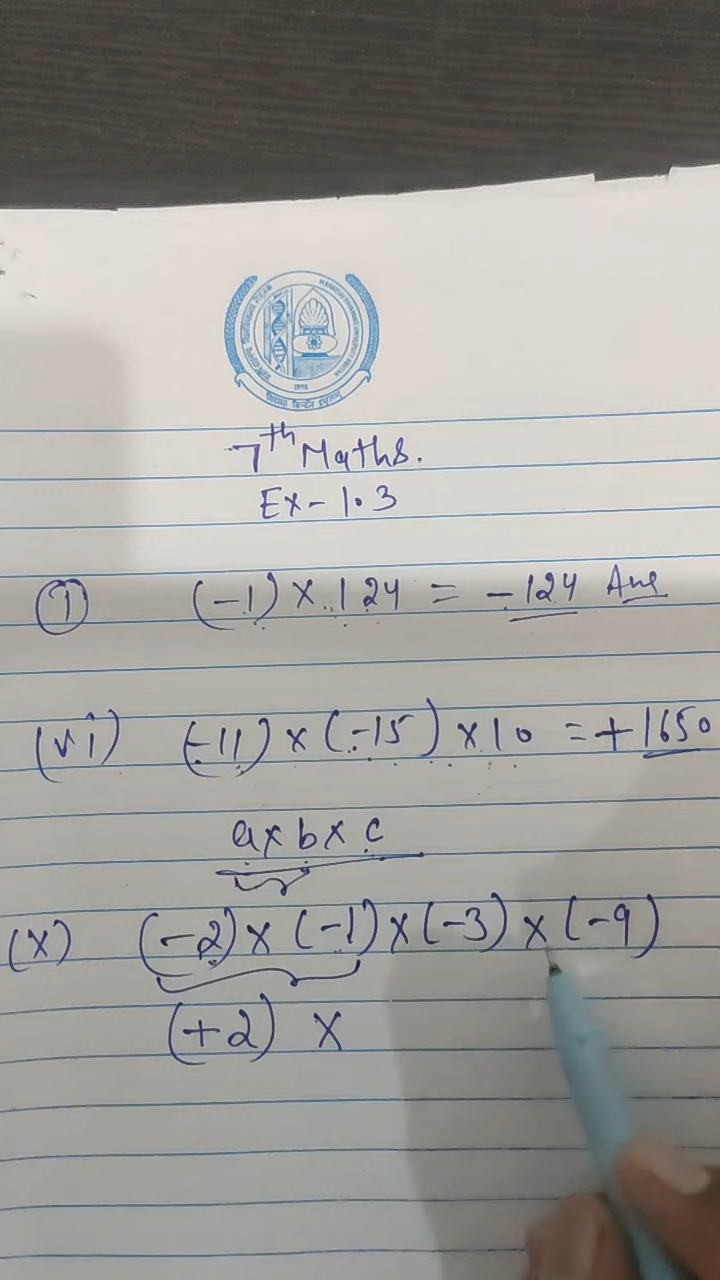 7th Maths.
Ex-1.3
(1) (-1) × 124 = -124 Ans
(vi) (-11) × (-15) × 10 = +1650
a × b × c
(x) (-2) × (-1) × (-3) × (-9)
(+2) ×